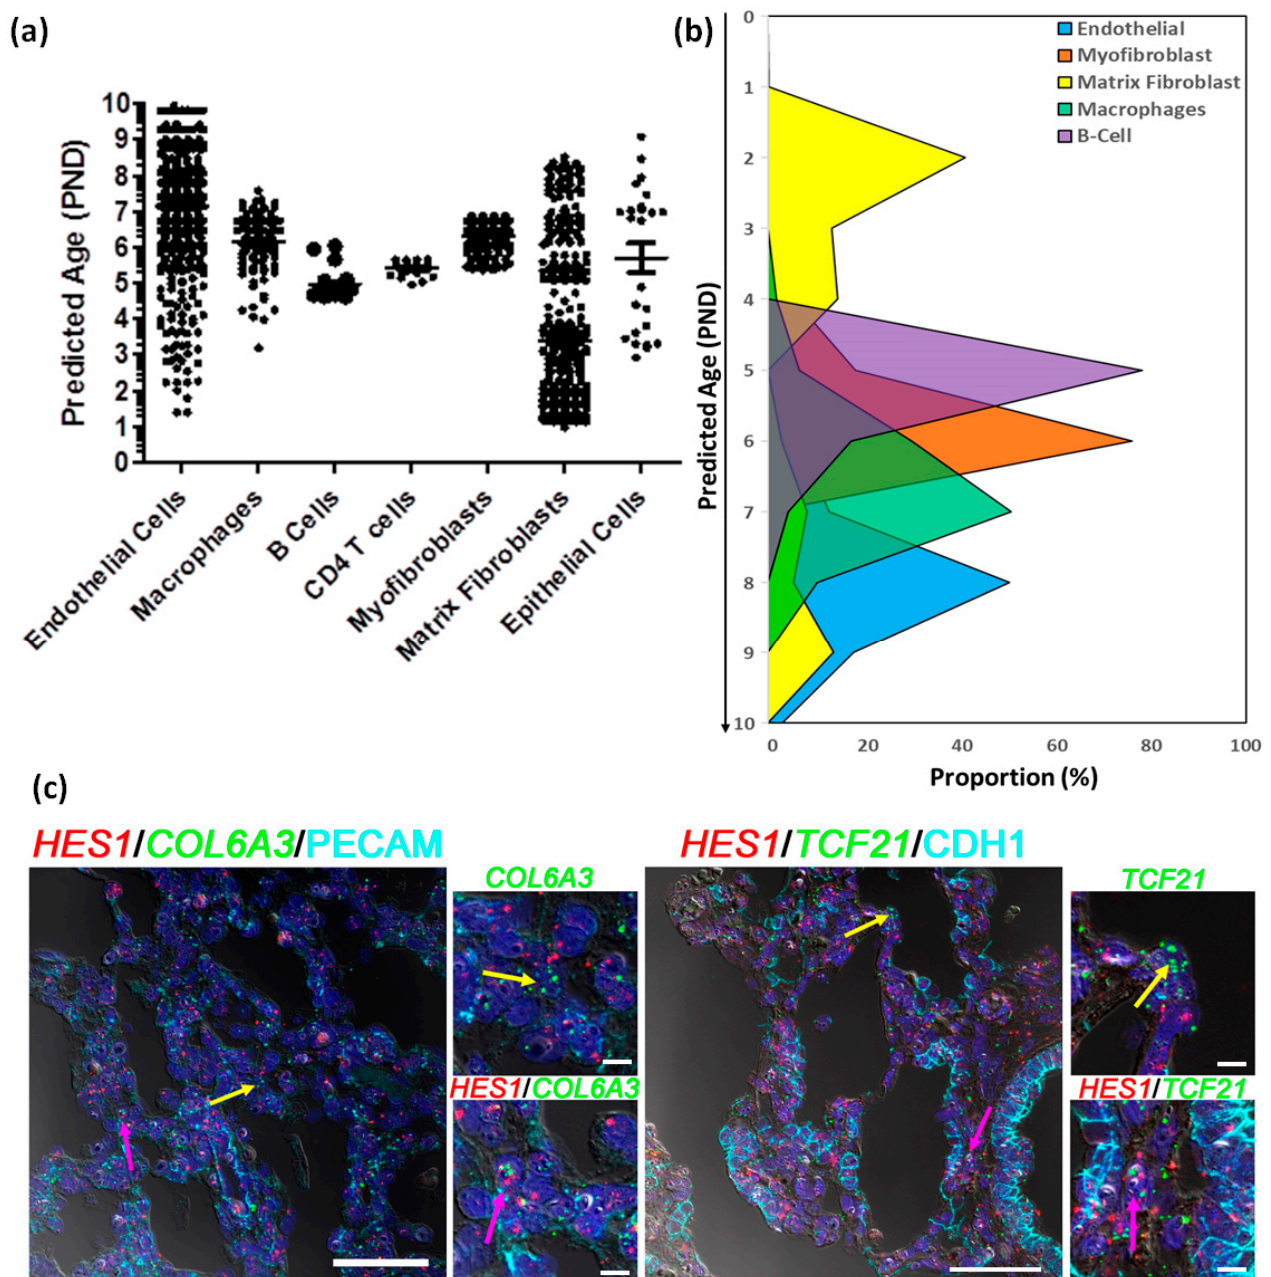 (a)
Predicted Age (PND)
10
9
8
7
6
5
4
3
2
1
0
Endothelial Cells
Macrophages
B Cells
CD4 T cells
Myofibroblasts
Matrix Fibroblasts
Epithelial Cells
(b)
Endothelial
Myofibroblast
Matrix Fibroblast
Macrophages
B-Cell
Predicted Age (PND)
0
1
2
3
4
5
6
7
8
9
10
0 20 40 60 80 100
Proportion (%)
(c)
HES1/COL6A3/PECAM
COL6A3
HES1/COL6A3
HES1/TCF21/CDH1
TCF21
HES1/TCF21